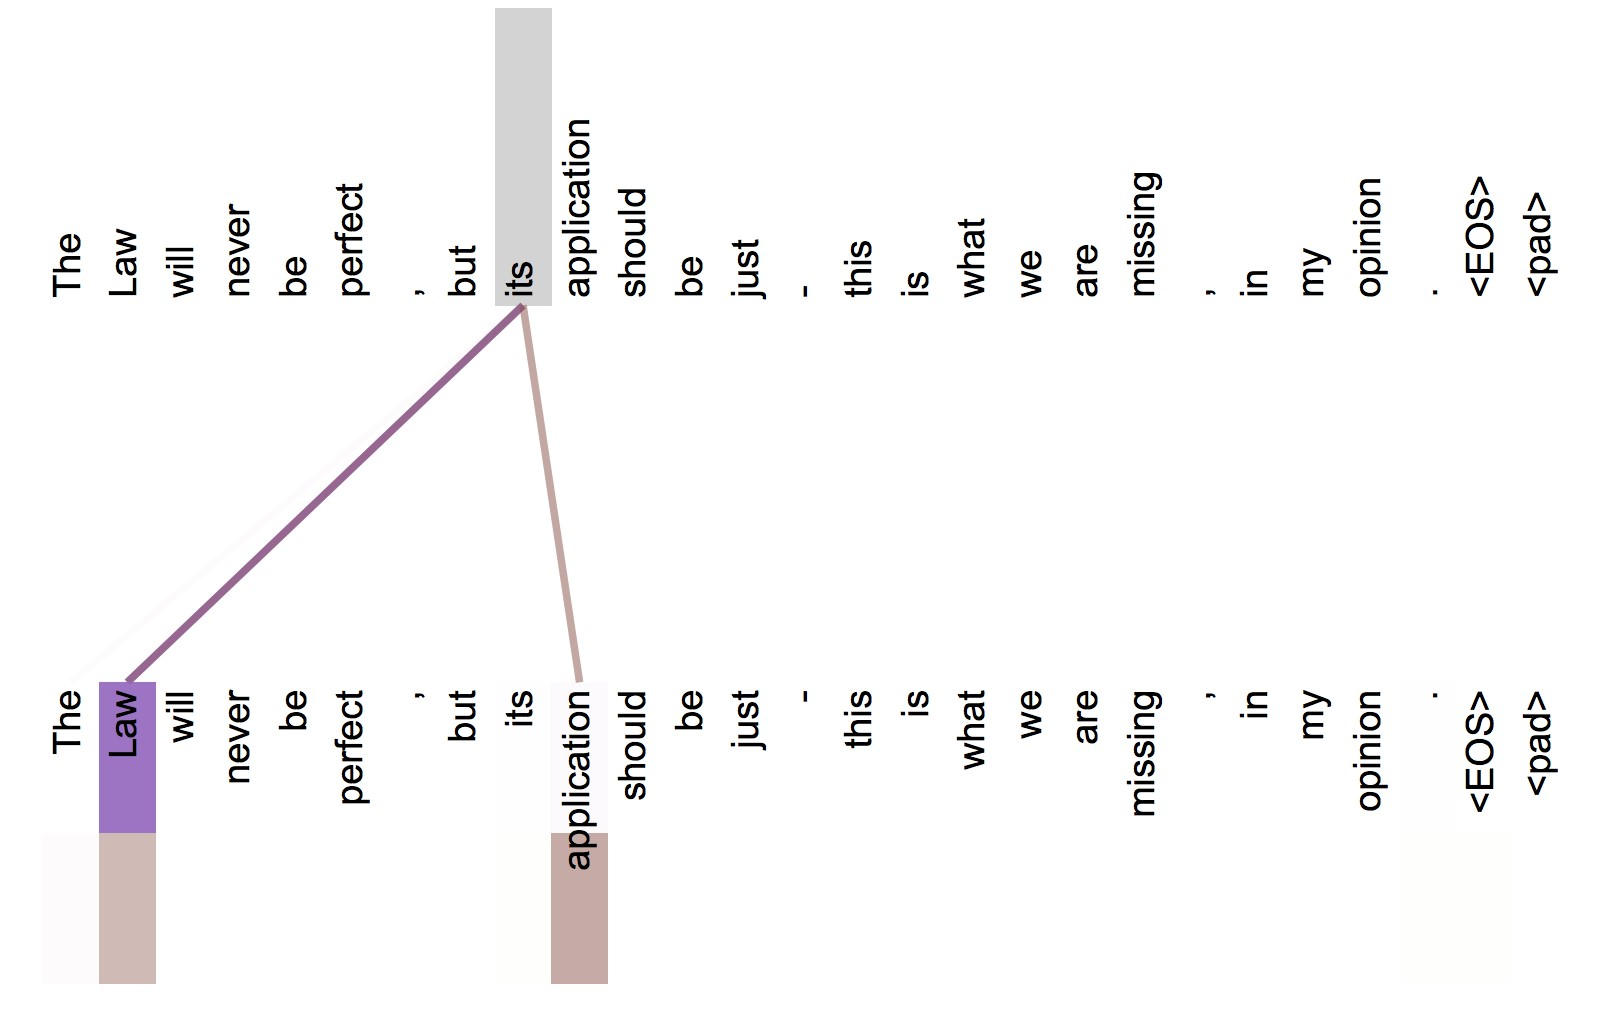 The Law will never be perfect , but its application should be just - this is what we are missing , in my opinion . <EOS> <pad>
The Law will never be perfect , but its application should be just - this is what we are missing , in my opinion . <EOS> <pad>